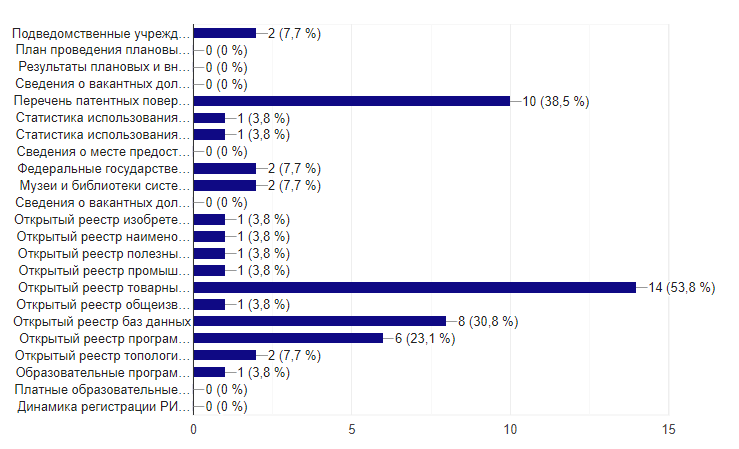 Подведомственные учрежд… 2 (7,7 %)
План проведения плановы… 0 (0 %)
Результаты плановых и вн… 0 (0 %)
Сведения о вакантных дол… 0 (0 %)
Перечень патентных повер… 10 (38,5 %)
Статистика использования… 1 (3,8 %)
Статистика использования… 1 (3,8 %)
Сведения о месте предост… 0 (0 %)
Федеральные государстве… 2 (7,7 %)
Музеи и библиотеки систе… 2 (7,7 %)
Сведения о вакантных дол… 0 (0 %)
Открытый реестр изобрете… 1 (3,8 %)
Открытый реестр наимено… 1 (3,8 %)
Открытый реестр полезны… 1 (3,8 %)
Открытый реестр промыш… 1 (3,8 %)
Открытый реестр товарны… 14 (53,8 %)
Открытый реестр общеизв… 1 (3,8 %)
Открытый реестр баз данных 8 (30,8 %)
Открытый реестр програм… 6 (23,1 %)
Открытый реестр топологи… 2 (7,7 %)
Образовательные програм… 1 (3,8 %)
Платные образовательные… 0 (0 %)
Динамика регистрации РИ… 0 (0 %)
0 5 10 15